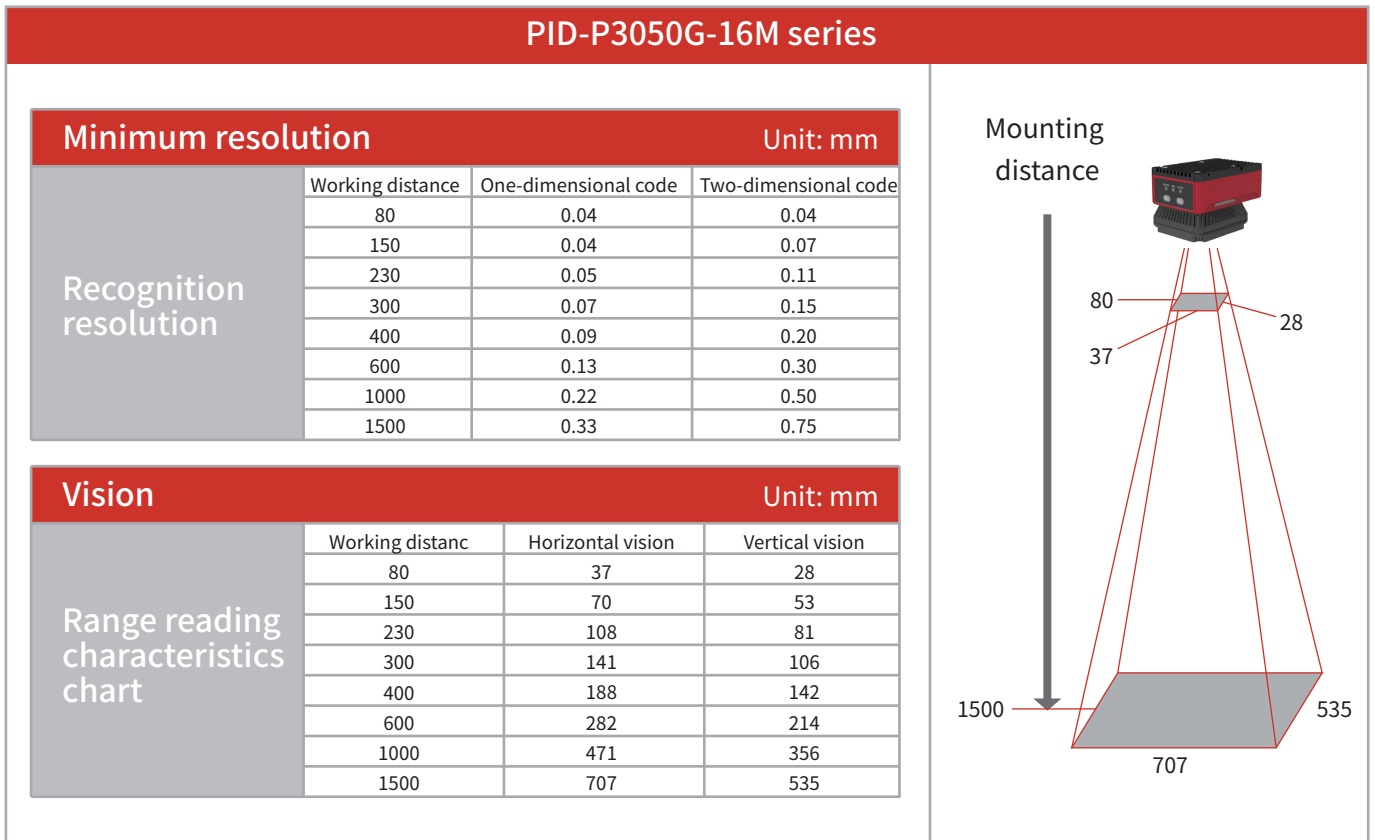 PID-P3050G-16M series
Minimum resolution Unit: mm
Recognition
resolution
Working distance One-dimensional code Two-dimensional code
80 0.04 0.04
150 0.04 0.07
230 0.05 0.11
300 0.07 0.15
400 0.09 0.20
600 0.13 0.30
1000 0.22 0.50
1500 0.33 0.75
Vision Unit: mm
Range reading
characteristics
chart
Working distanc Horizontal vision Vertical vision
80 37 28
150 70 53
230 108 81
300 141 106
400 188 142
600 282 214
1000 471 356
1500 707 535
Mounting
distance
80
28
37
1500
535
707